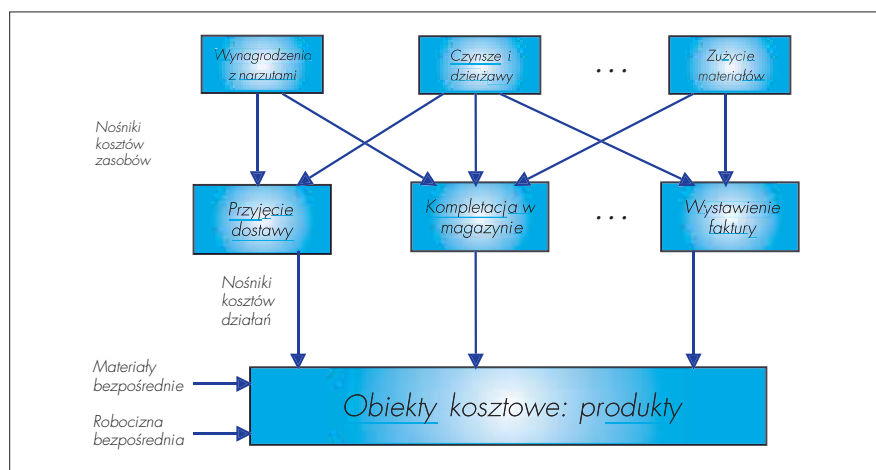 Wynagrodzenia
z narzutami
Czynsze i
dzierżawy
...
Zużycie
materiałów
Nośniki
kosztów
zasobów
Przyjęcie
dostawy
Kompletacja w
magazynie
...
Wystawienie
faktury
Nośniki
kosztów
działań
Materiały
bezpośrednie
Robocizna
bezpośrednia
Obiekty kosztowe: produkty